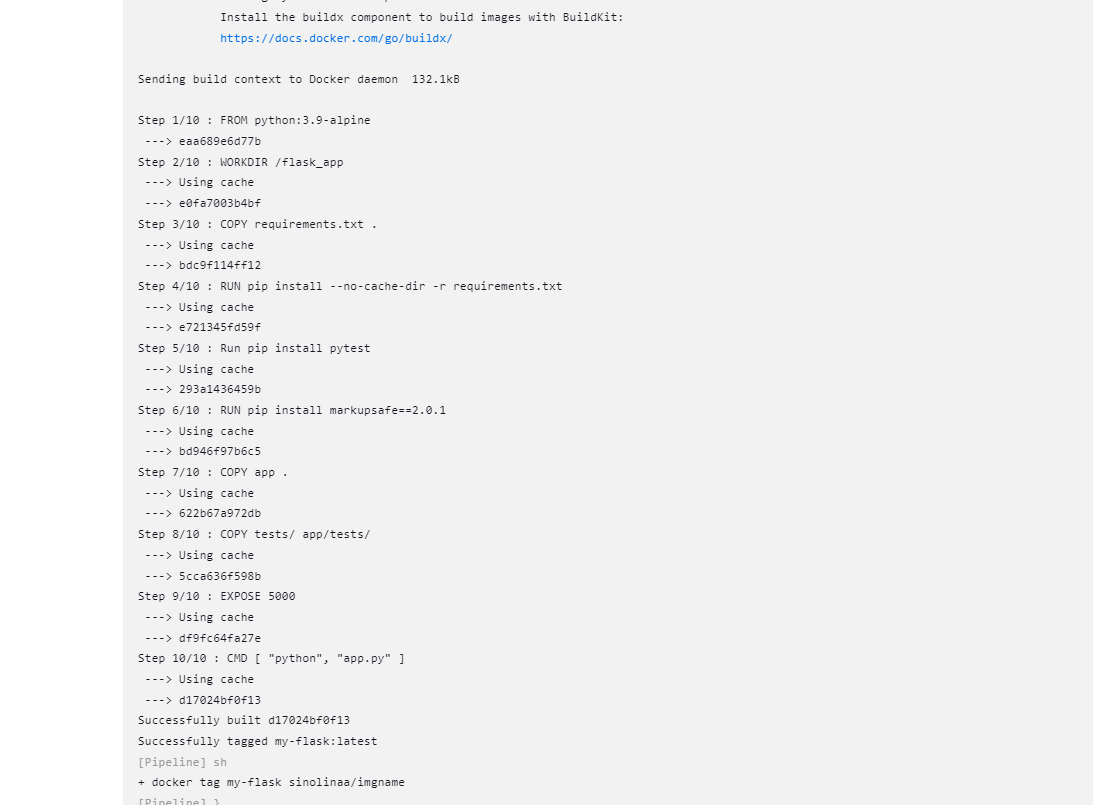 Install the buildx component to build images with BuildKit:
https://docs.docker.com/go/buildx/
Sending build context to Docker daemon  132.1kB
Step 1/10 : FROM python:3.9-alpine
---> eaa689e6d77b
Step 2/10 : WORKDIR /flask_app
---> Using cache
---> e0fa7003b4bf
Step 3/10 : COPY requirements.txt .
---> Using cache
---> bdc9f114ff12
Step 4/10 : RUN pip install --no-cache-dir -r requirements.txt
---> Using cache
---> e721345fd59f
Step 5/10 : Run pip install pytest
---> Using cache
---> 293a1436459b
Step 6/10 : RUN pip install markupsafe==2.0.1
---> Using cache
---> bd946f97b6c5
Step 7/10 : COPY app .
---> Using cache
---> 622b67a972db
Step 8/10 : COPY tests/ app/tests/
---> Using cache
---> 5cca636f598b
Step 9/10 : EXPOSE 5000
---> Using cache
---> df9fc64fa27e
Step 10/10 : CMD [ "python", "app.py" ]
---> Using cache
---> d17024bf0f13
Successfully built d17024bf0f13
Successfully tagged my-flask:latest
[Pipeline] sh
+ docker tag my-flask sinolinaa/imgname
[Pipeline] }